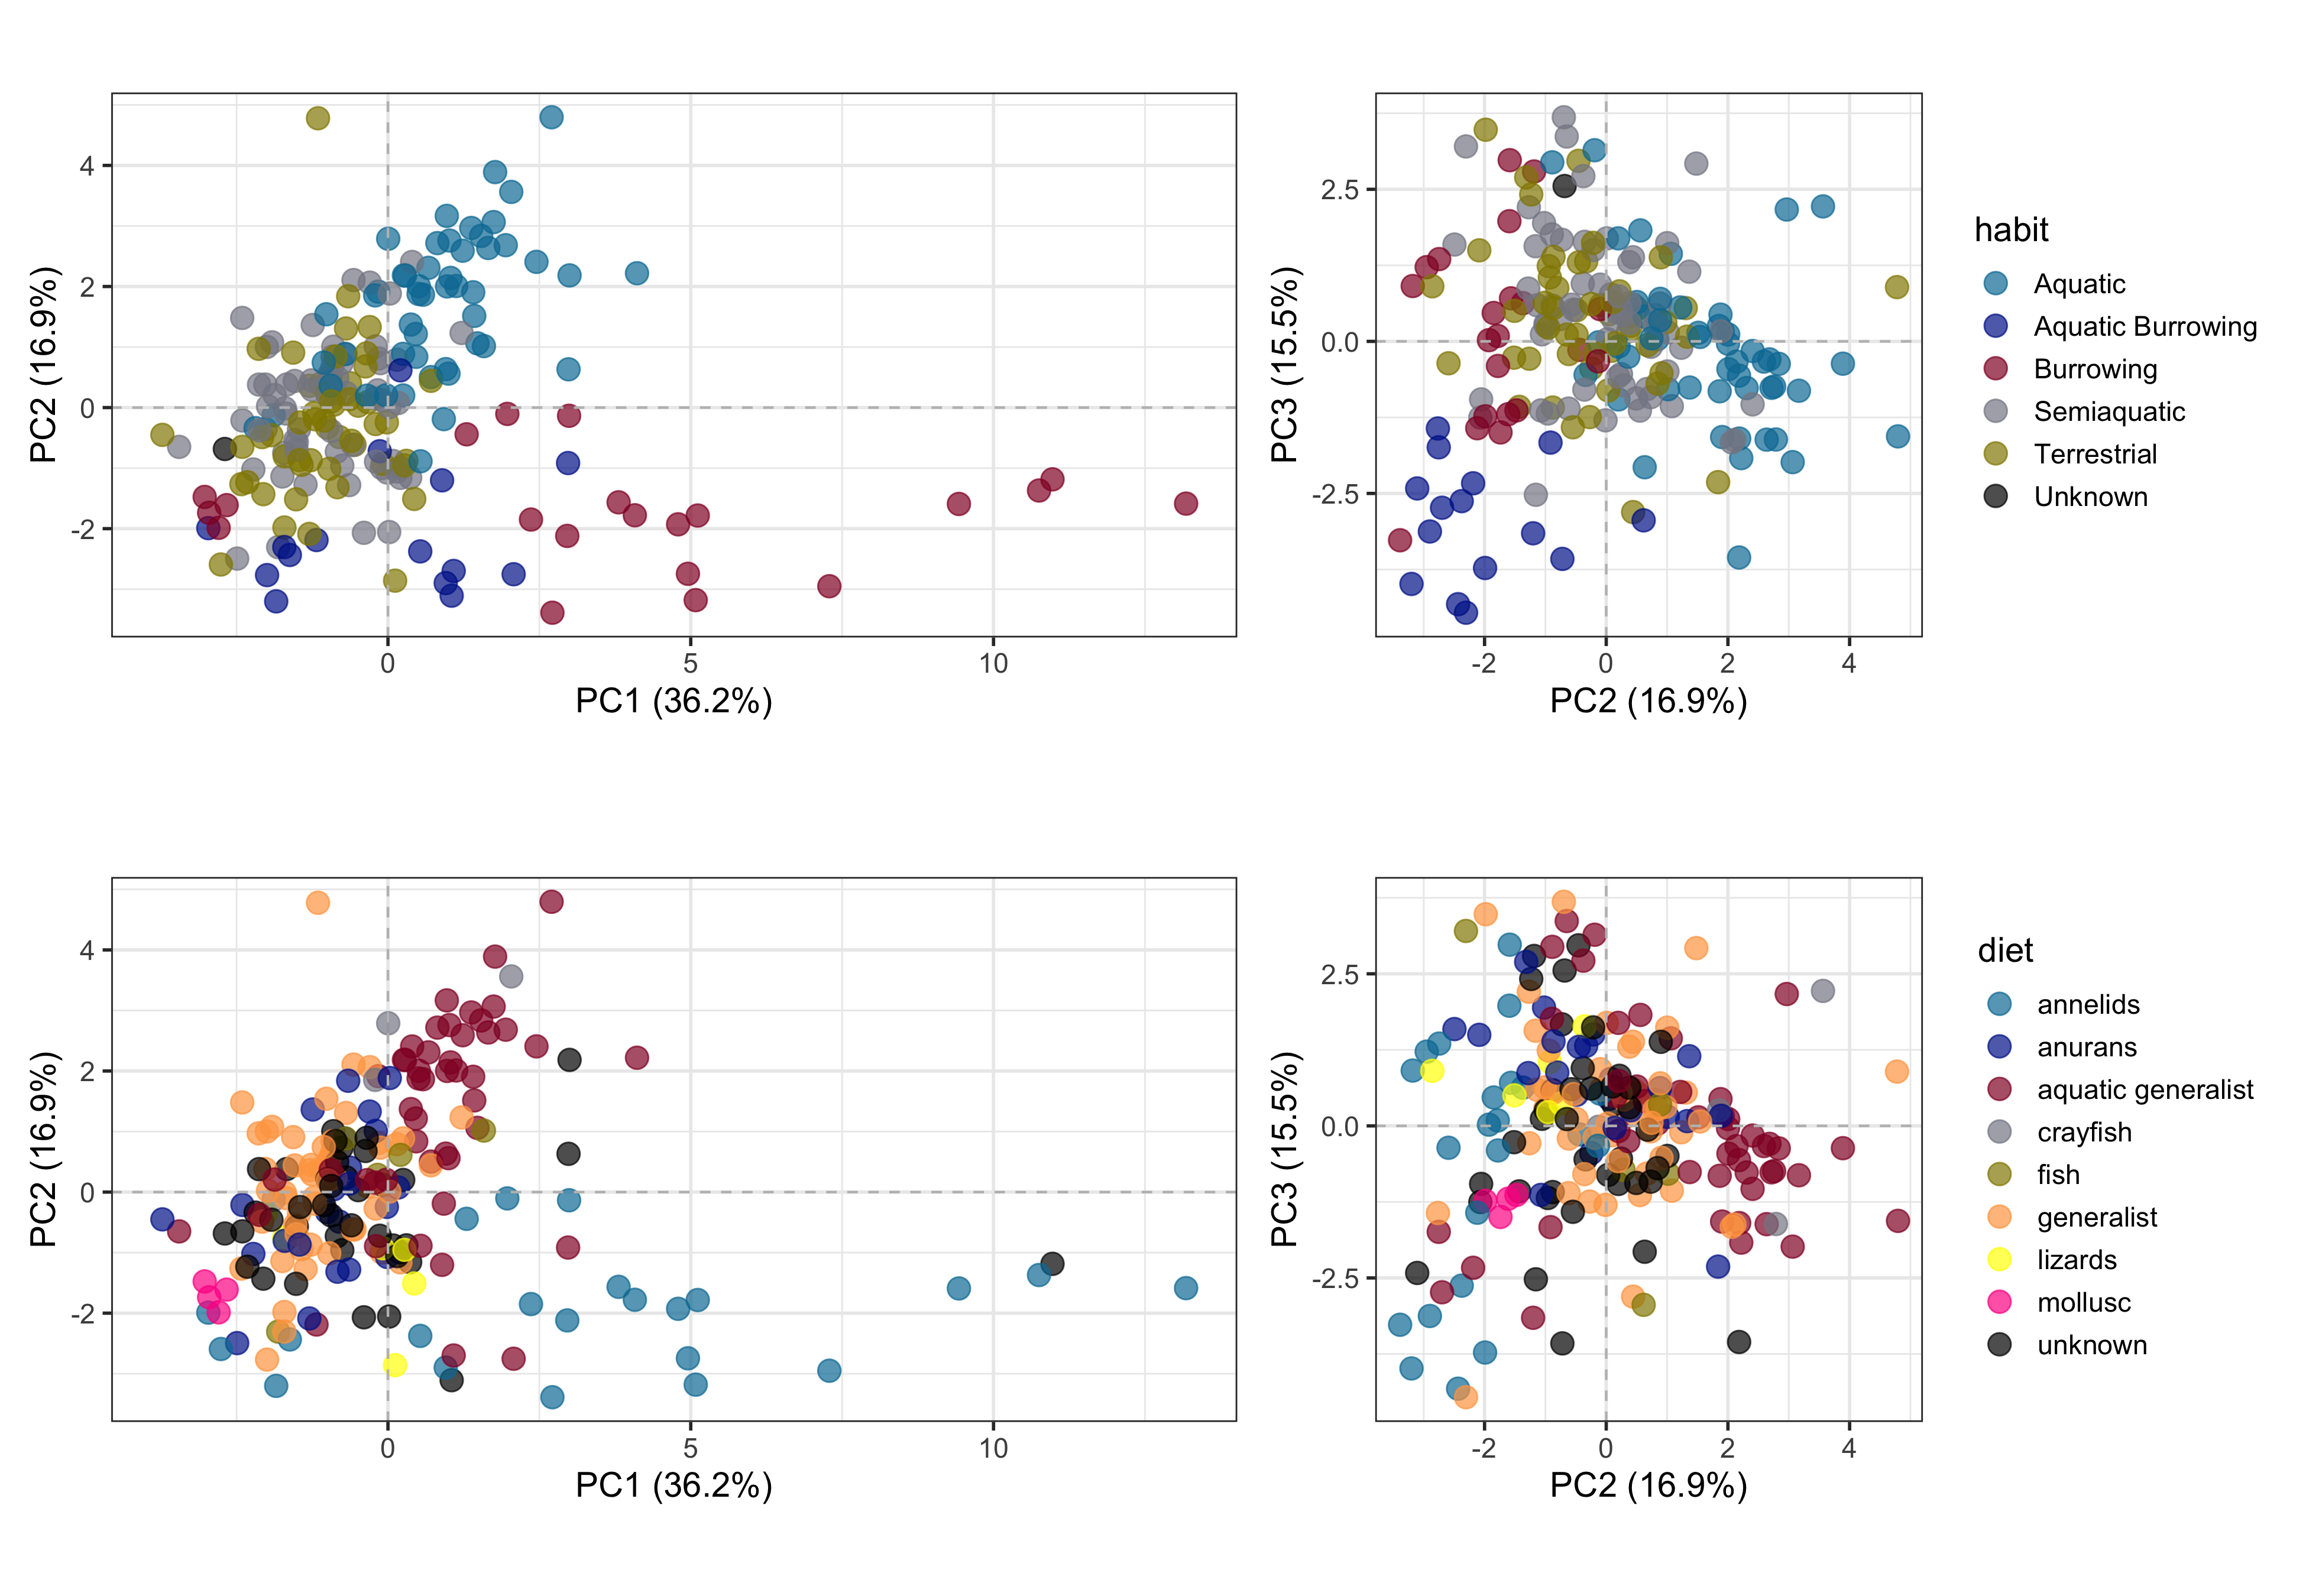 4
2
0
-2
0
5
10
PC1 (36.2%)
PC2 (16.9%)
2.5
0.0
-2.5
-2
0
2
4
PC2 (16.9%)
PC3 (15.5%)
habit
Aquatic
Aquatic Burrowing
Burrowing
Semiaquatic
Terrestrial
Unknown
4
2
0
-2
0
5
10
PC1 (36.2%)
PC2 (16.9%)
2.5
0.0
-2.5
-2
0
2
4
PC2 (16.9%)
PC3 (15.5%)
diet
annelids
anurans
aquatic generalist
crayfish
fish
generalist
lizards
mollusc
unknown